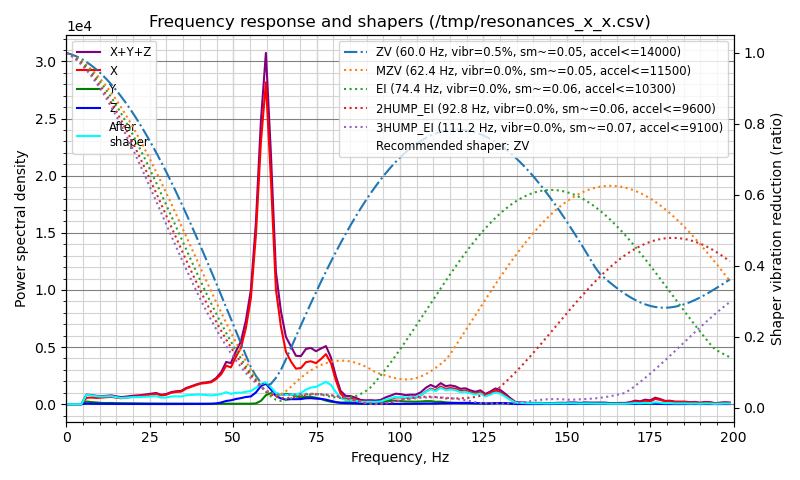 Frequency response and shapers (/tmp/resonances_x_x.csv)
1e4
X+Y+Z
X
Y
Z
After
shaper
ZV (60.0 Hz, vibr=0.5%, sm~=0.05, accel<=14000)
MZV (62.4 Hz, vibr=0.0%, sm~=0.05, accel<=11500)
EI (74.4 Hz, vibr=0.0%, sm~=0.06, accel<=10300)
2HUMP_EI (92.8 Hz, vibr=0.0%, sm~=0.06, accel<=9600)
3HUMP_EI (111.2 Hz, vibr=0.0%, sm~=0.07, accel<=9100)
Recommended shaper: ZV
Power spectral density
3.0
2.5
2.0
1.5
1.0
0.5
0.0
1.0
0.8
0.6
0.4
0.2
0.0
Shaper vibration reduction (ratio)
0 25 50 75 100 125 150 175 200
Frequency, Hz